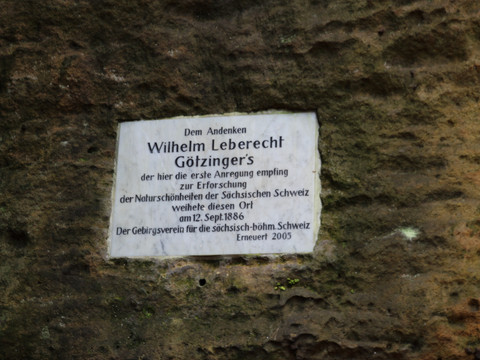 Dem Andenken
Wilhelm Leberecht
Götzinger's
der hier die erste Anregung empfing
zur Erforschung
der Naturschönheiten der Sächsischen Schweiz
weihete diesen Ort
am 12. Sept. 1886
Der Gebirgsverein für die sächsisch-böhm. Schweiz
Erneuert 2005